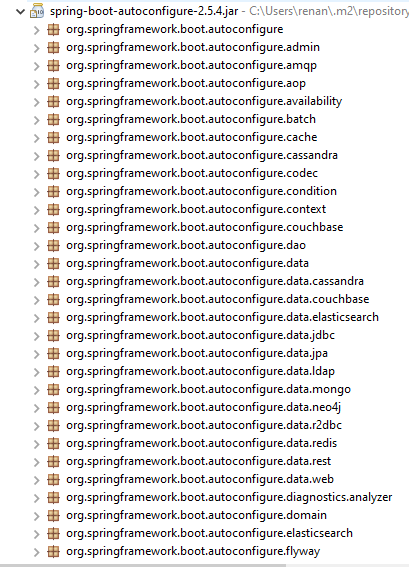 spring-boot-autoconfigure-2.5.4.jar - C:\Users\renan\.m2\repository
org.springframework.boot.autoconfigure
org.springframework.boot.autoconfigure.admin
org.springframework.boot.autoconfigure.amqp
org.springframework.boot.autoconfigure.aop
org.springframework.boot.autoconfigure.availability
org.springframework.boot.autoconfigure.batch
org.springframework.boot.autoconfigure.cache
org.springframework.boot.autoconfigure.cassandra
org.springframework.boot.autoconfigure.codec
org.springframework.boot.autoconfigure.condition
org.springframework.boot.autoconfigure.context
org.springframework.boot.autoconfigure.couchbase
org.springframework.boot.autoconfigure.dao
org.springframework.boot.autoconfigure.data
org.springframework.boot.autoconfigure.data.cassandra
org.springframework.boot.autoconfigure.data.couchbase
org.springframework.boot.autoconfigure.data.elasticsearch
org.springframework.boot.autoconfigure.data.jdbc
org.springframework.boot.autoconfigure.data.jpa
org.springframework.boot.autoconfigure.data.ldap
org.springframework.boot.autoconfigure.data.mongo
org.springframework.boot.autoconfigure.data.neo4j
org.springframework.boot.autoconfigure.data.r2dbc
org.springframework.boot.autoconfigure.data.redis
org.springframework.boot.autoconfigure.data.rest
org.springframework.boot.autoconfigure.data.web
org.springframework.boot.autoconfigure.diagnostics.analyzer
org.springframework.boot.autoconfigure.domain
org.springframework.boot.autoconfigure.elasticsearch
org.springframework.boot.autoconfigure.flyway